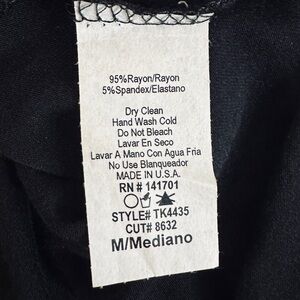 95%Rayon/Rayon
5%Spandex/Elastano
Dry Clean
Hand Wash Cold
Do Not Bleach
Lavar En Seco
Lavar A Mano Con Agua Fria
No Use Blanqueador
MADE IN U.S.A.
RN # 141701
STYLE# TK4435
CUT# 8632
M/Mediano